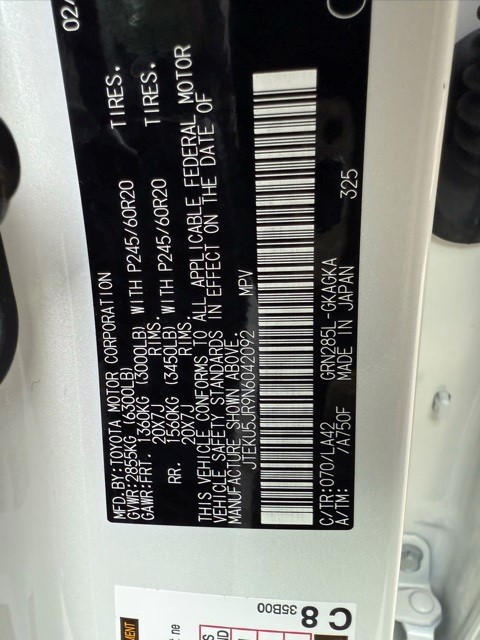 02/
MFD.BY:TOYOTA MOTOR CORPORATION
GVWR:2855KG (6300LB)
GAWR:FRT. 1360KG (3000LB) WITH P245/60R20 TIRES.
20X7J RIMS.
RR. 1560KG (3450LB) WITH P245/60R20 TIRES.
20X7J RIMS.
THIS VEHICLE CONFORMS TO ALL APPLICABLE FEDERAL MOTOR
VEHICLE SAFETY STANDARDS IN EFFECT ON THE DATE OF
MANUFACTURE SHOWN ABOVE.
JTEKU5JR9N6042092 MPV
C/TR:070/LA42 GRN285L-GKAGKA
A/TM: /A750F MADE IN JAPAN 325
C 8
35B00